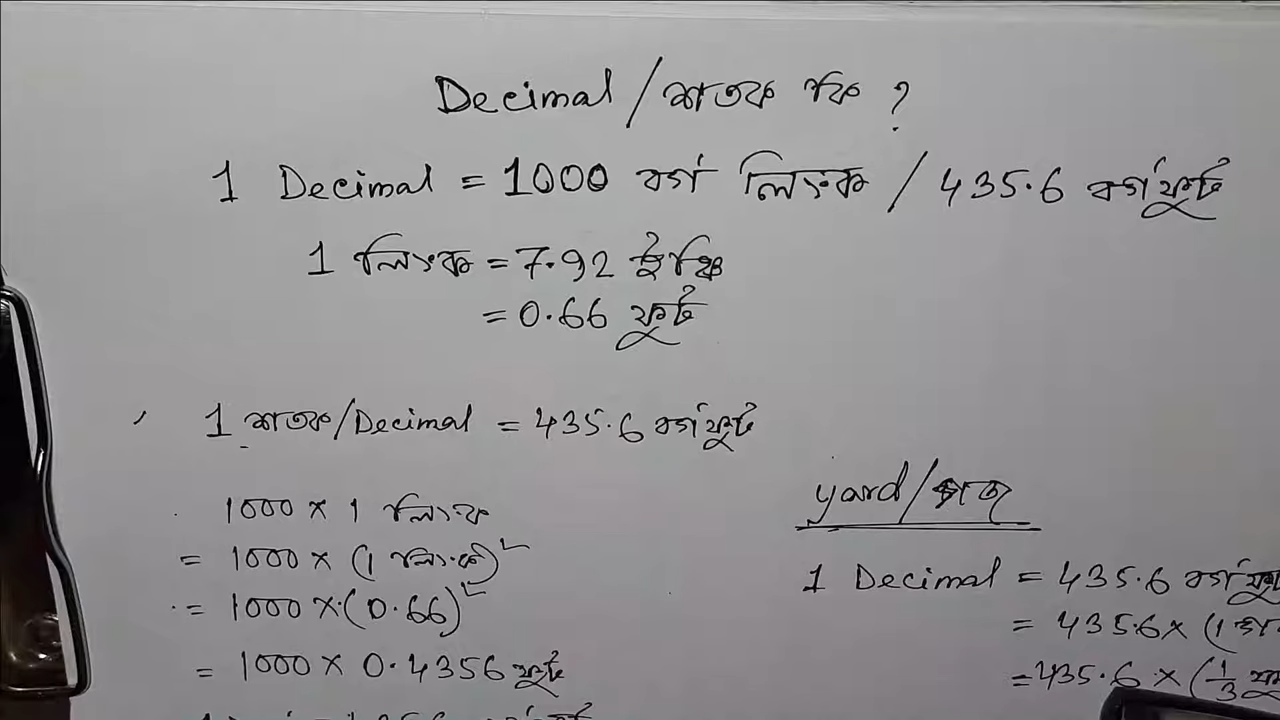 Decimal/শতক কি ?
1 Decimal = 1000 বর্গ লিংক / 435.6 বর্গফুট
1 লিংক = 7.92 ইঞ্চি
= 0.66 ফুট
1 শতক/Decimal = 435.6 বর্গফুট
1000 × 1 লিংক
= 1000 × (1 লিংক)²
= 1000 × (0.66)²
= 1000 × 0.4356 ফুট
yard/গজ
1 Decimal = 435.6 বর্গফু
= 435.6 × (1
= 435.6 × (1/3 ফু